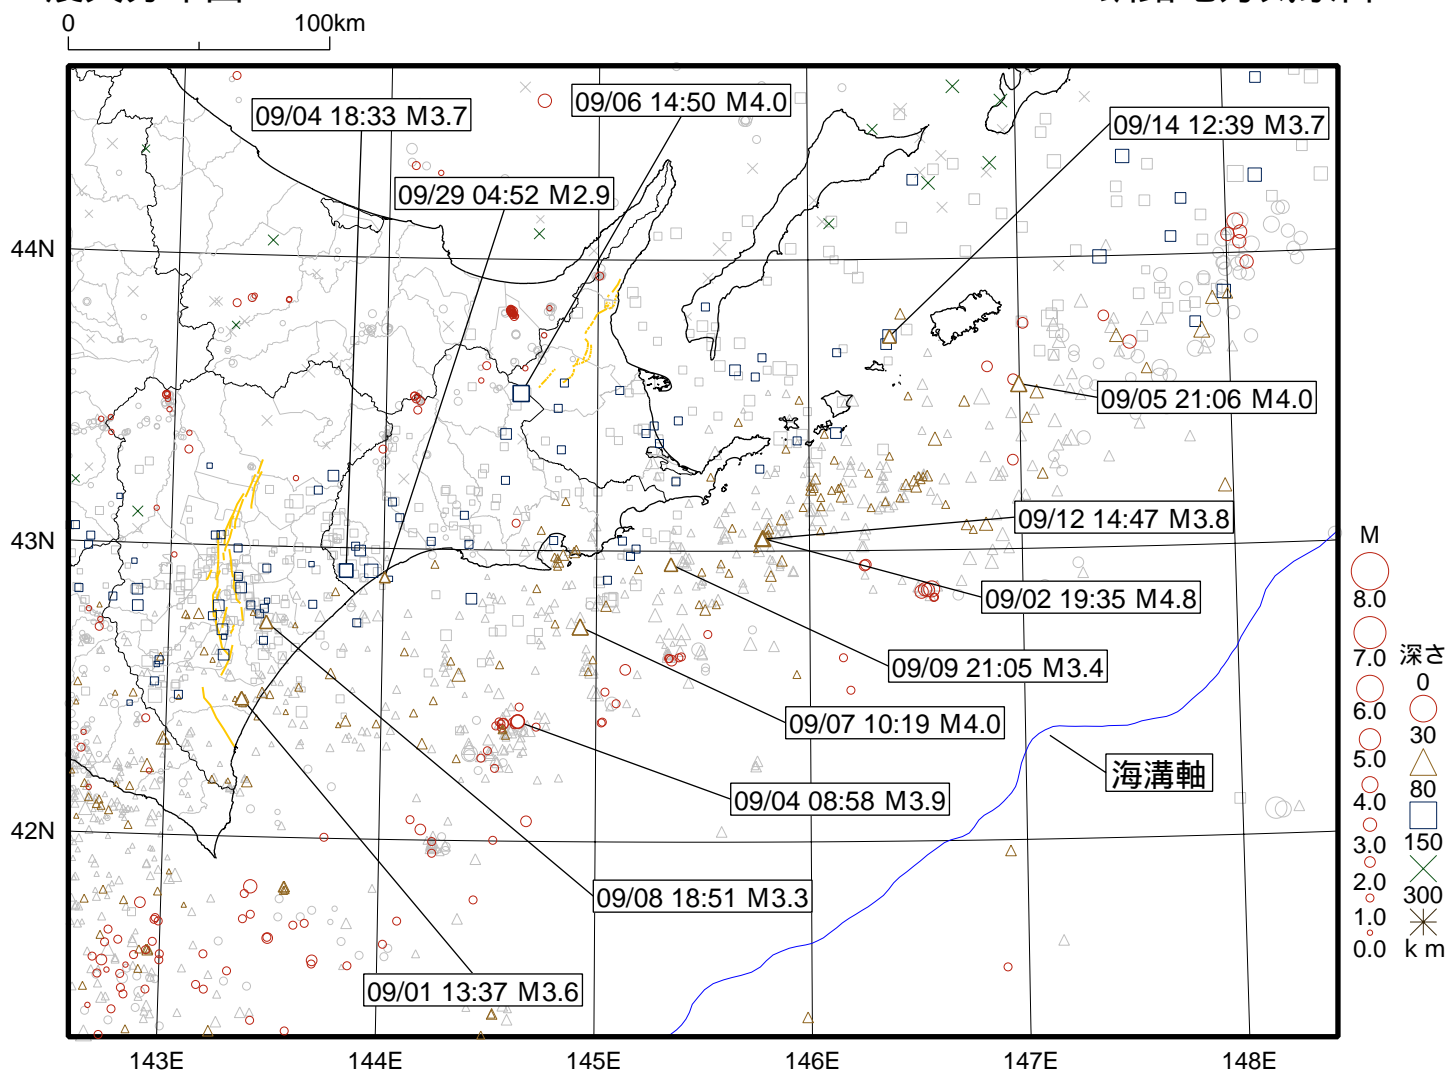 0 100km
09/04 18:33 M3.7
09/06 14:50 M4.0
09/14 12:39 M3.7
09/29 04:52 M2.9
44N
09/05 21:06 M4.0
09/12 14:47 M3.8
43N
09/02 19:35 M4.8
09/09 21:05 M3.4
09/07 10:19 M4.0
海溝軸
09/04 08:58 M3.9
42N
09/08 18:51 M3.3
09/01 13:37 M3.6
143E 144E 145E 146E 147E 148E
M
8.0
7.0
6.0
5.0
4.0
3.0
2.0
1.0
0.0
深さ
0
30
80
150
300
km